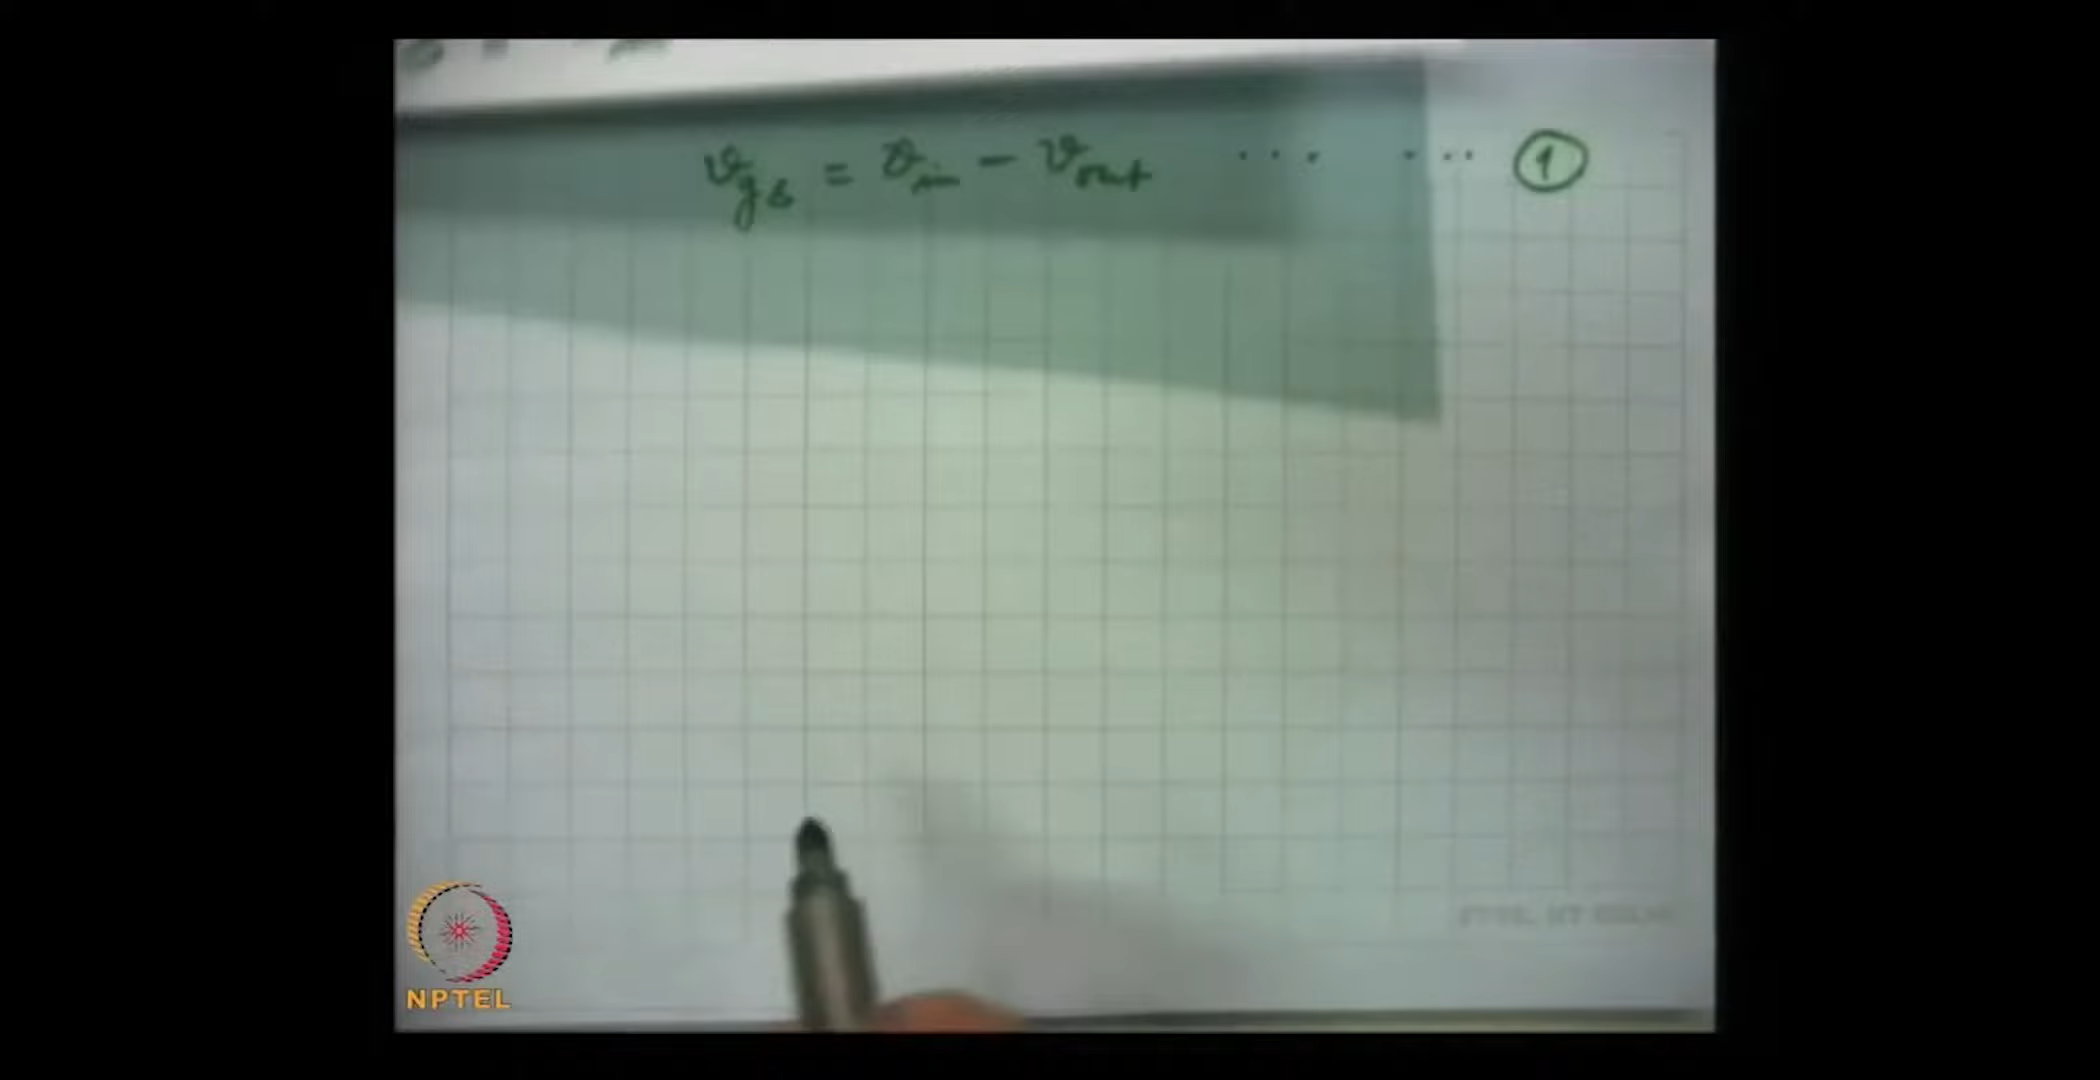 v_gs = v_in - v_out ... ... ①
NPTEL